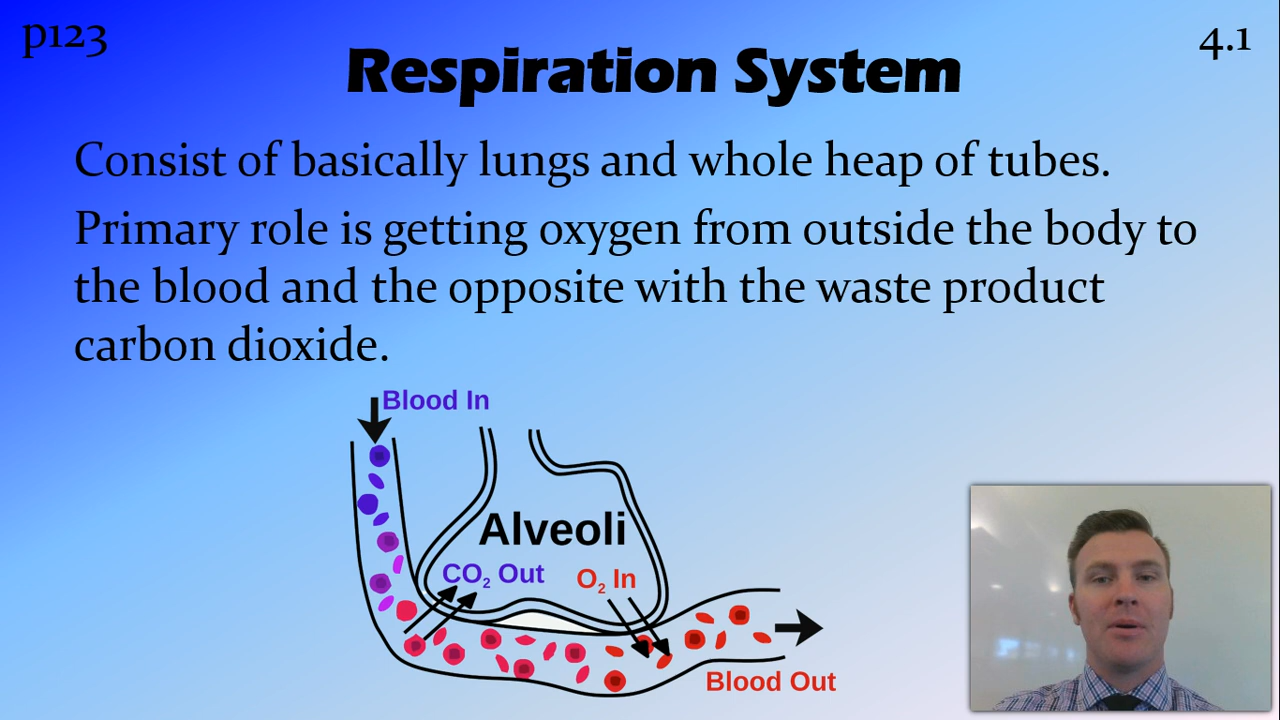 p123
4.1
Respiration System
Consist of basically lungs and whole heap of tubes.
Primary role is getting oxygen from outside the body to
the blood and the opposite with the waste product
carbon dioxide.
Blood In
Alveoli
CO₂ Out
O₂ In
Blood Out